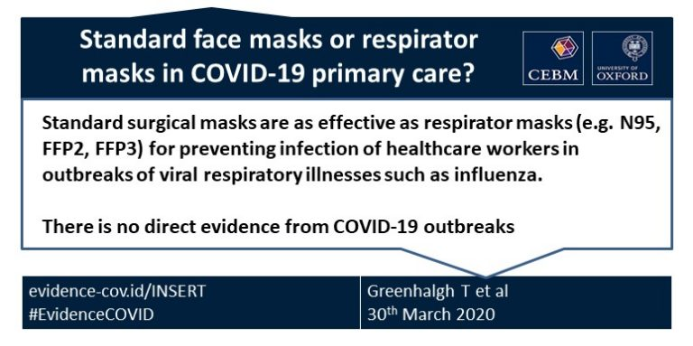 Standard face masks or respirator
masks in COVID-19 primary care?
CEBM
UNIVERSITY OF
OXFORD
Standard surgical masks are as effective as respirator masks (e.g. N95,
FFP2, FFP3) for preventing infection of healthcare workers in
outbreaks of viral respiratory illnesses such as influenza.
There is no direct evidence from COVID-19 outbreaks
evidence-cov.id/INSERT
#EvidenceCOVID
Greenhalgh T et al
30th March 2020